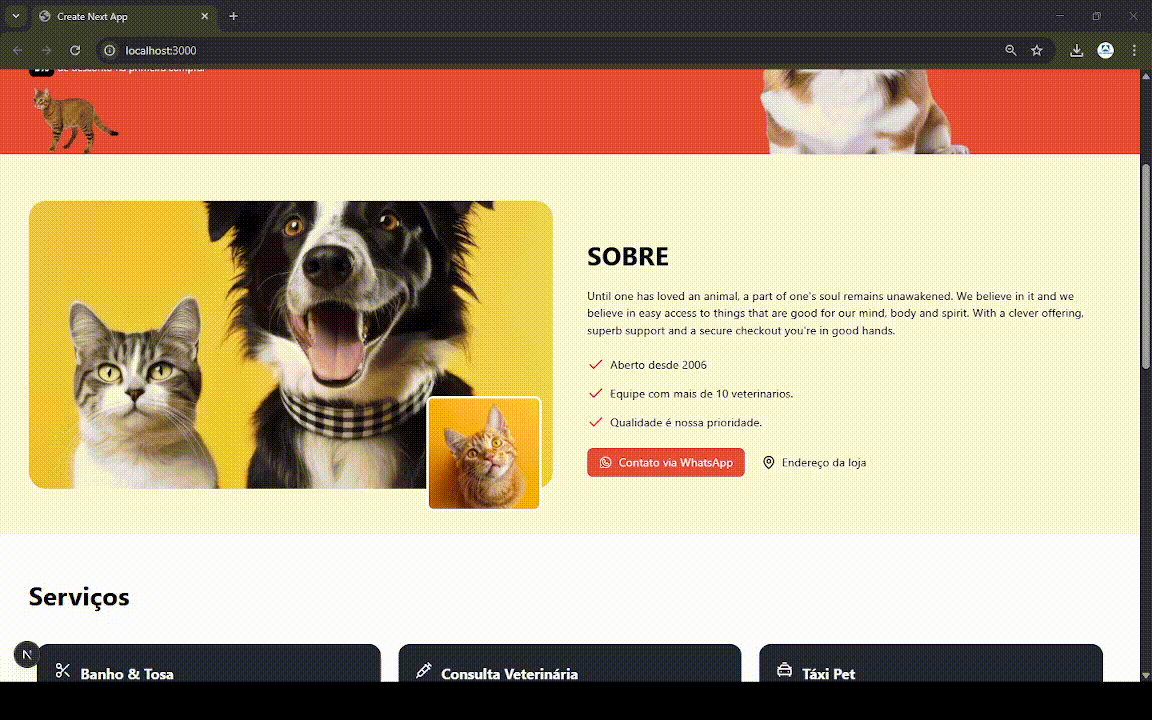 Create Next App
localhost:3000
de desconto na primeira compra!
SOBRE
Until one has loved an animal, a part of one's soul remains unawakened. We believe in it and we
believe in easy access to things that are good for our mind, body and spirit. With a clever offering,
superb support and a secure checkout you're in good hands.
Aberto desde 2006
Equipe com mais de 10 veterinarios.
Qualidade é nossa prioridade.
Contato via WhatsApp
Endereço da loja
Serviços
N
Banho & Tosa
Consulta Veterinária
Táxi Pet